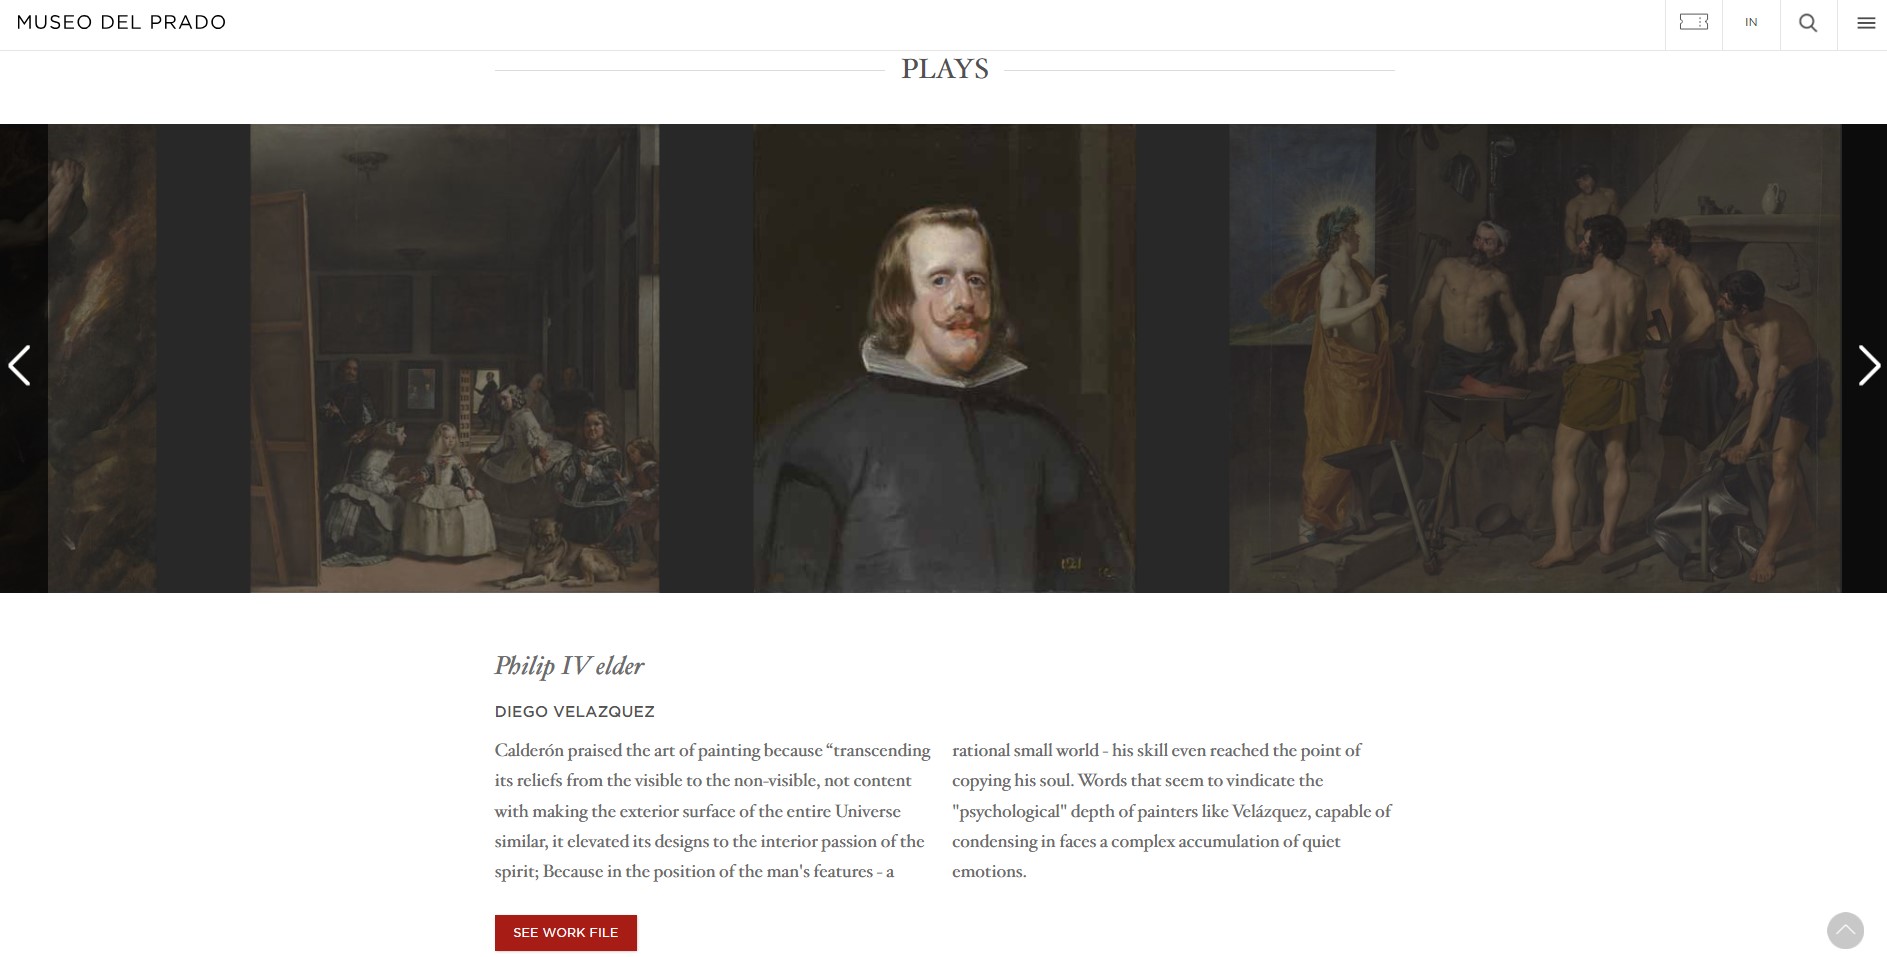 MUSEO DEL PRADO
IN
PLAYS
121
Philip IV elder
DIEGO VELAZQUEZ
Calderón praised the art of painting because “transcending
its reliefs from the visible to the non-visible, not content
with making the exterior surface of the entire Universe
similar, it elevated its designs to the interior passion of the
spirit; Because in the position of the man's features - a
rational small world - his skill even reached the point of
copying his soul. Words that seem to vindicate the
"psychological" depth of painters like Velázquez, capable of
condensing in faces a complex accumulation of quiet
emotions.
SEE WORK FILE